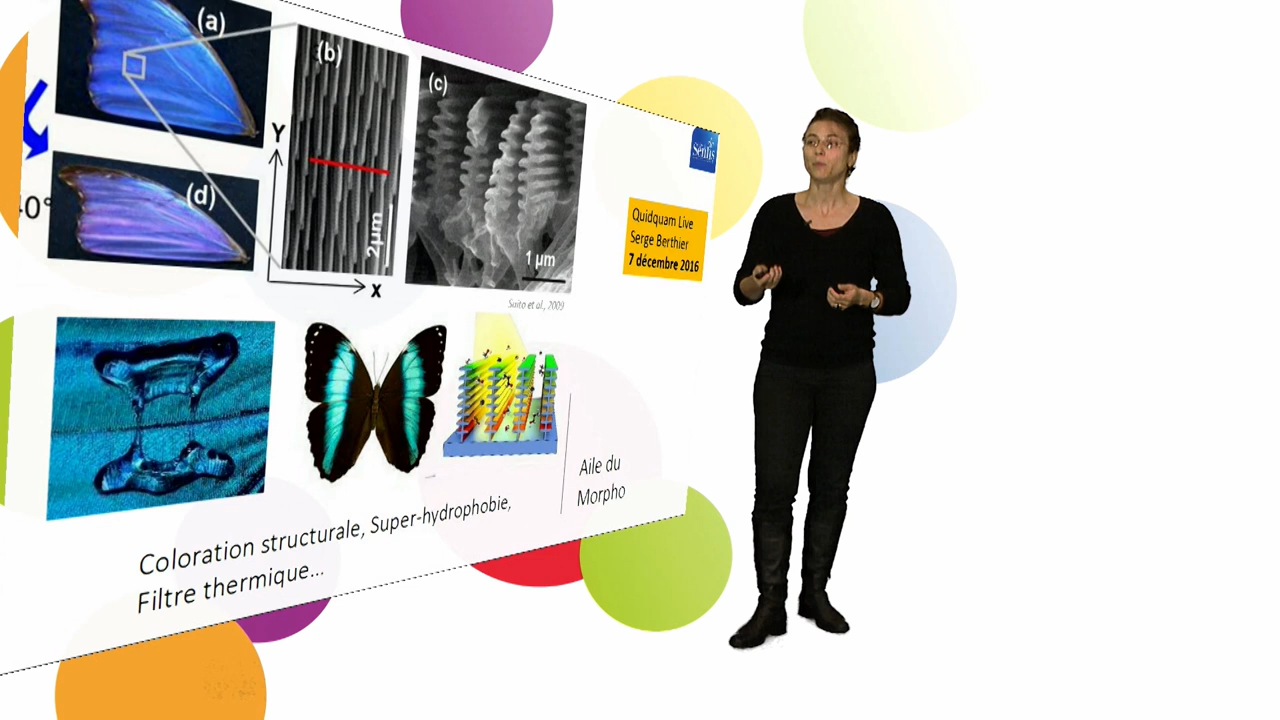 (a)
(b)
(c)
Y
40°
(d)
2µm
X
1 µm
Saito et al., 2009
Senlis
Quidquam Live
Serge Berthier
7 décembre 2016
Aile du
Morpho
Coloration structurale, Super-hydrophobie,
Filtre thermique...